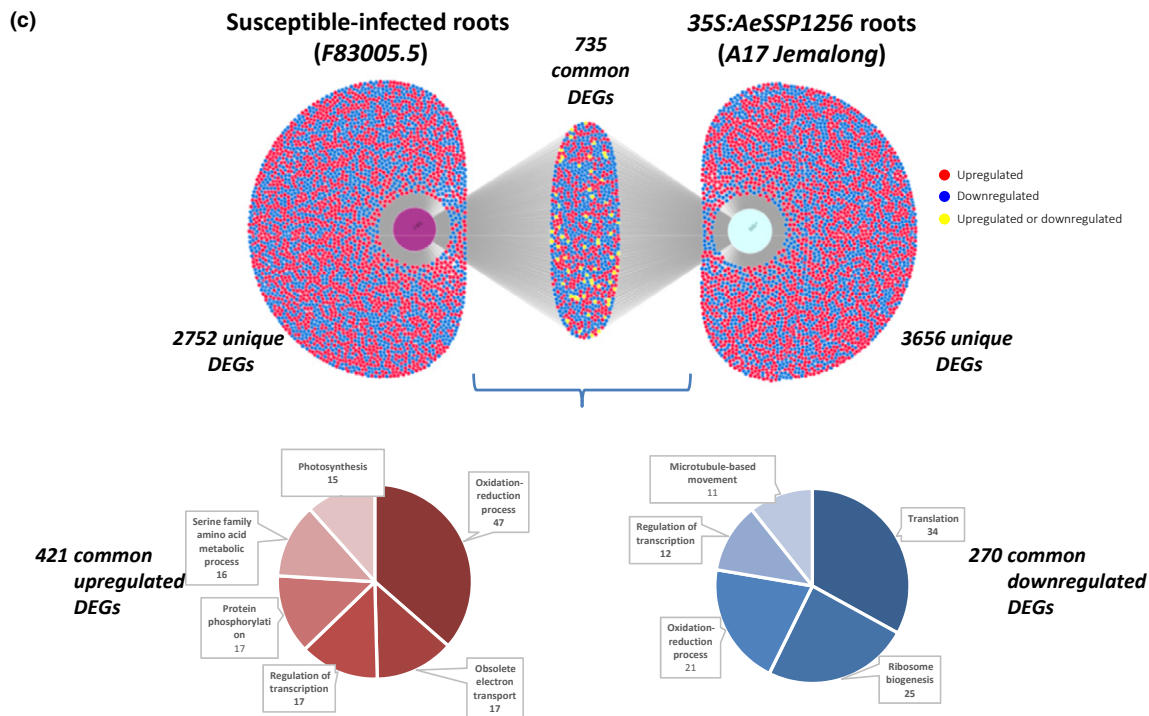 (c)
Susceptible-infected roots
(F83005.5)
735
common
DEGs
35S:AeSSP1256 roots
(A17 Jemalong)
Upregulated
Downregulated
Upregulated or downregulated
2752 unique
DEGs
3656 unique
DEGs
421 common
upregulated
DEGs
Photosynthesis
15
Oxidation-
reduction
process
47
Serine family
amino acid
metabolic
process
16
Protein
phosphorylati
on
17
Regulation of
transcription
17
Obsolete
electron
transport
17
Microtubule-based
movement
11
Translation
34
Regulation of
transcription
12
Oxidation-
reduction
process
21
Ribosome
biogenesis
25
270 common
downregulated
DEGs